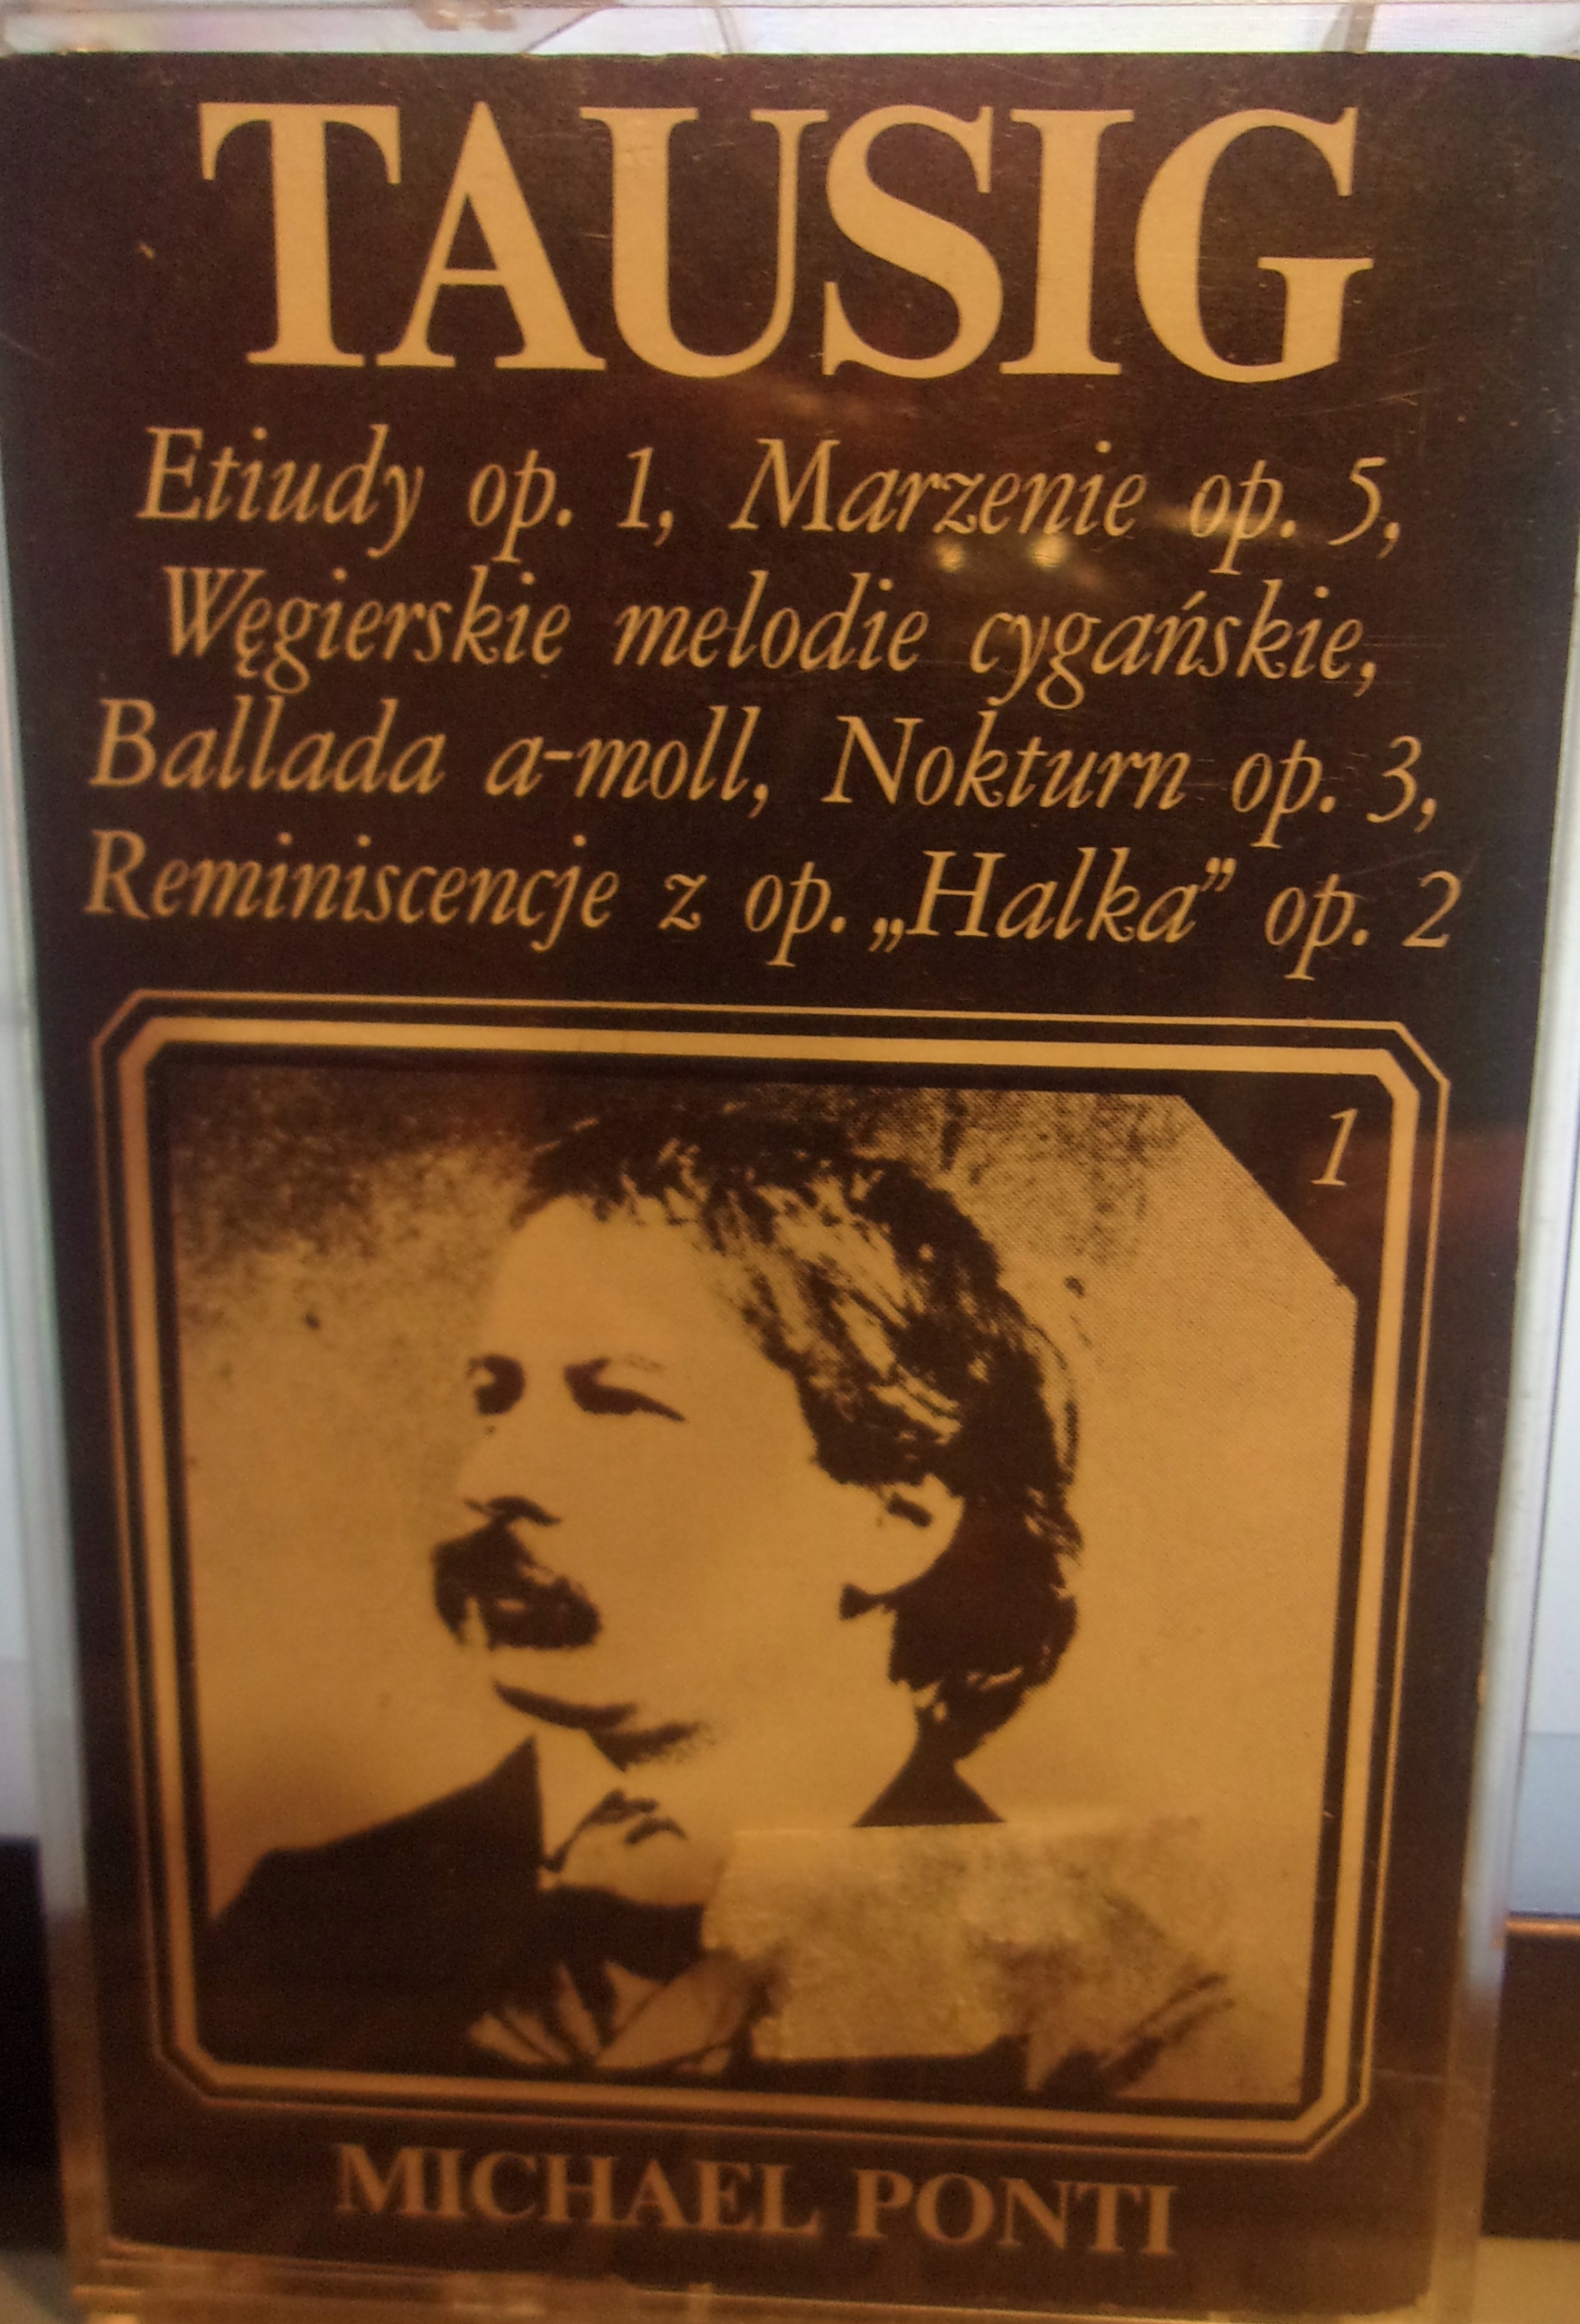 TAUSIG
Etiudy op. 1, Marzenie op. 5,
Węgierskie melodie cygańskie,
Ballada a-moll, Nokturn op. 3,
Reminiscencje z op. „Halka” op. 2
1
MICHAEL PONTI